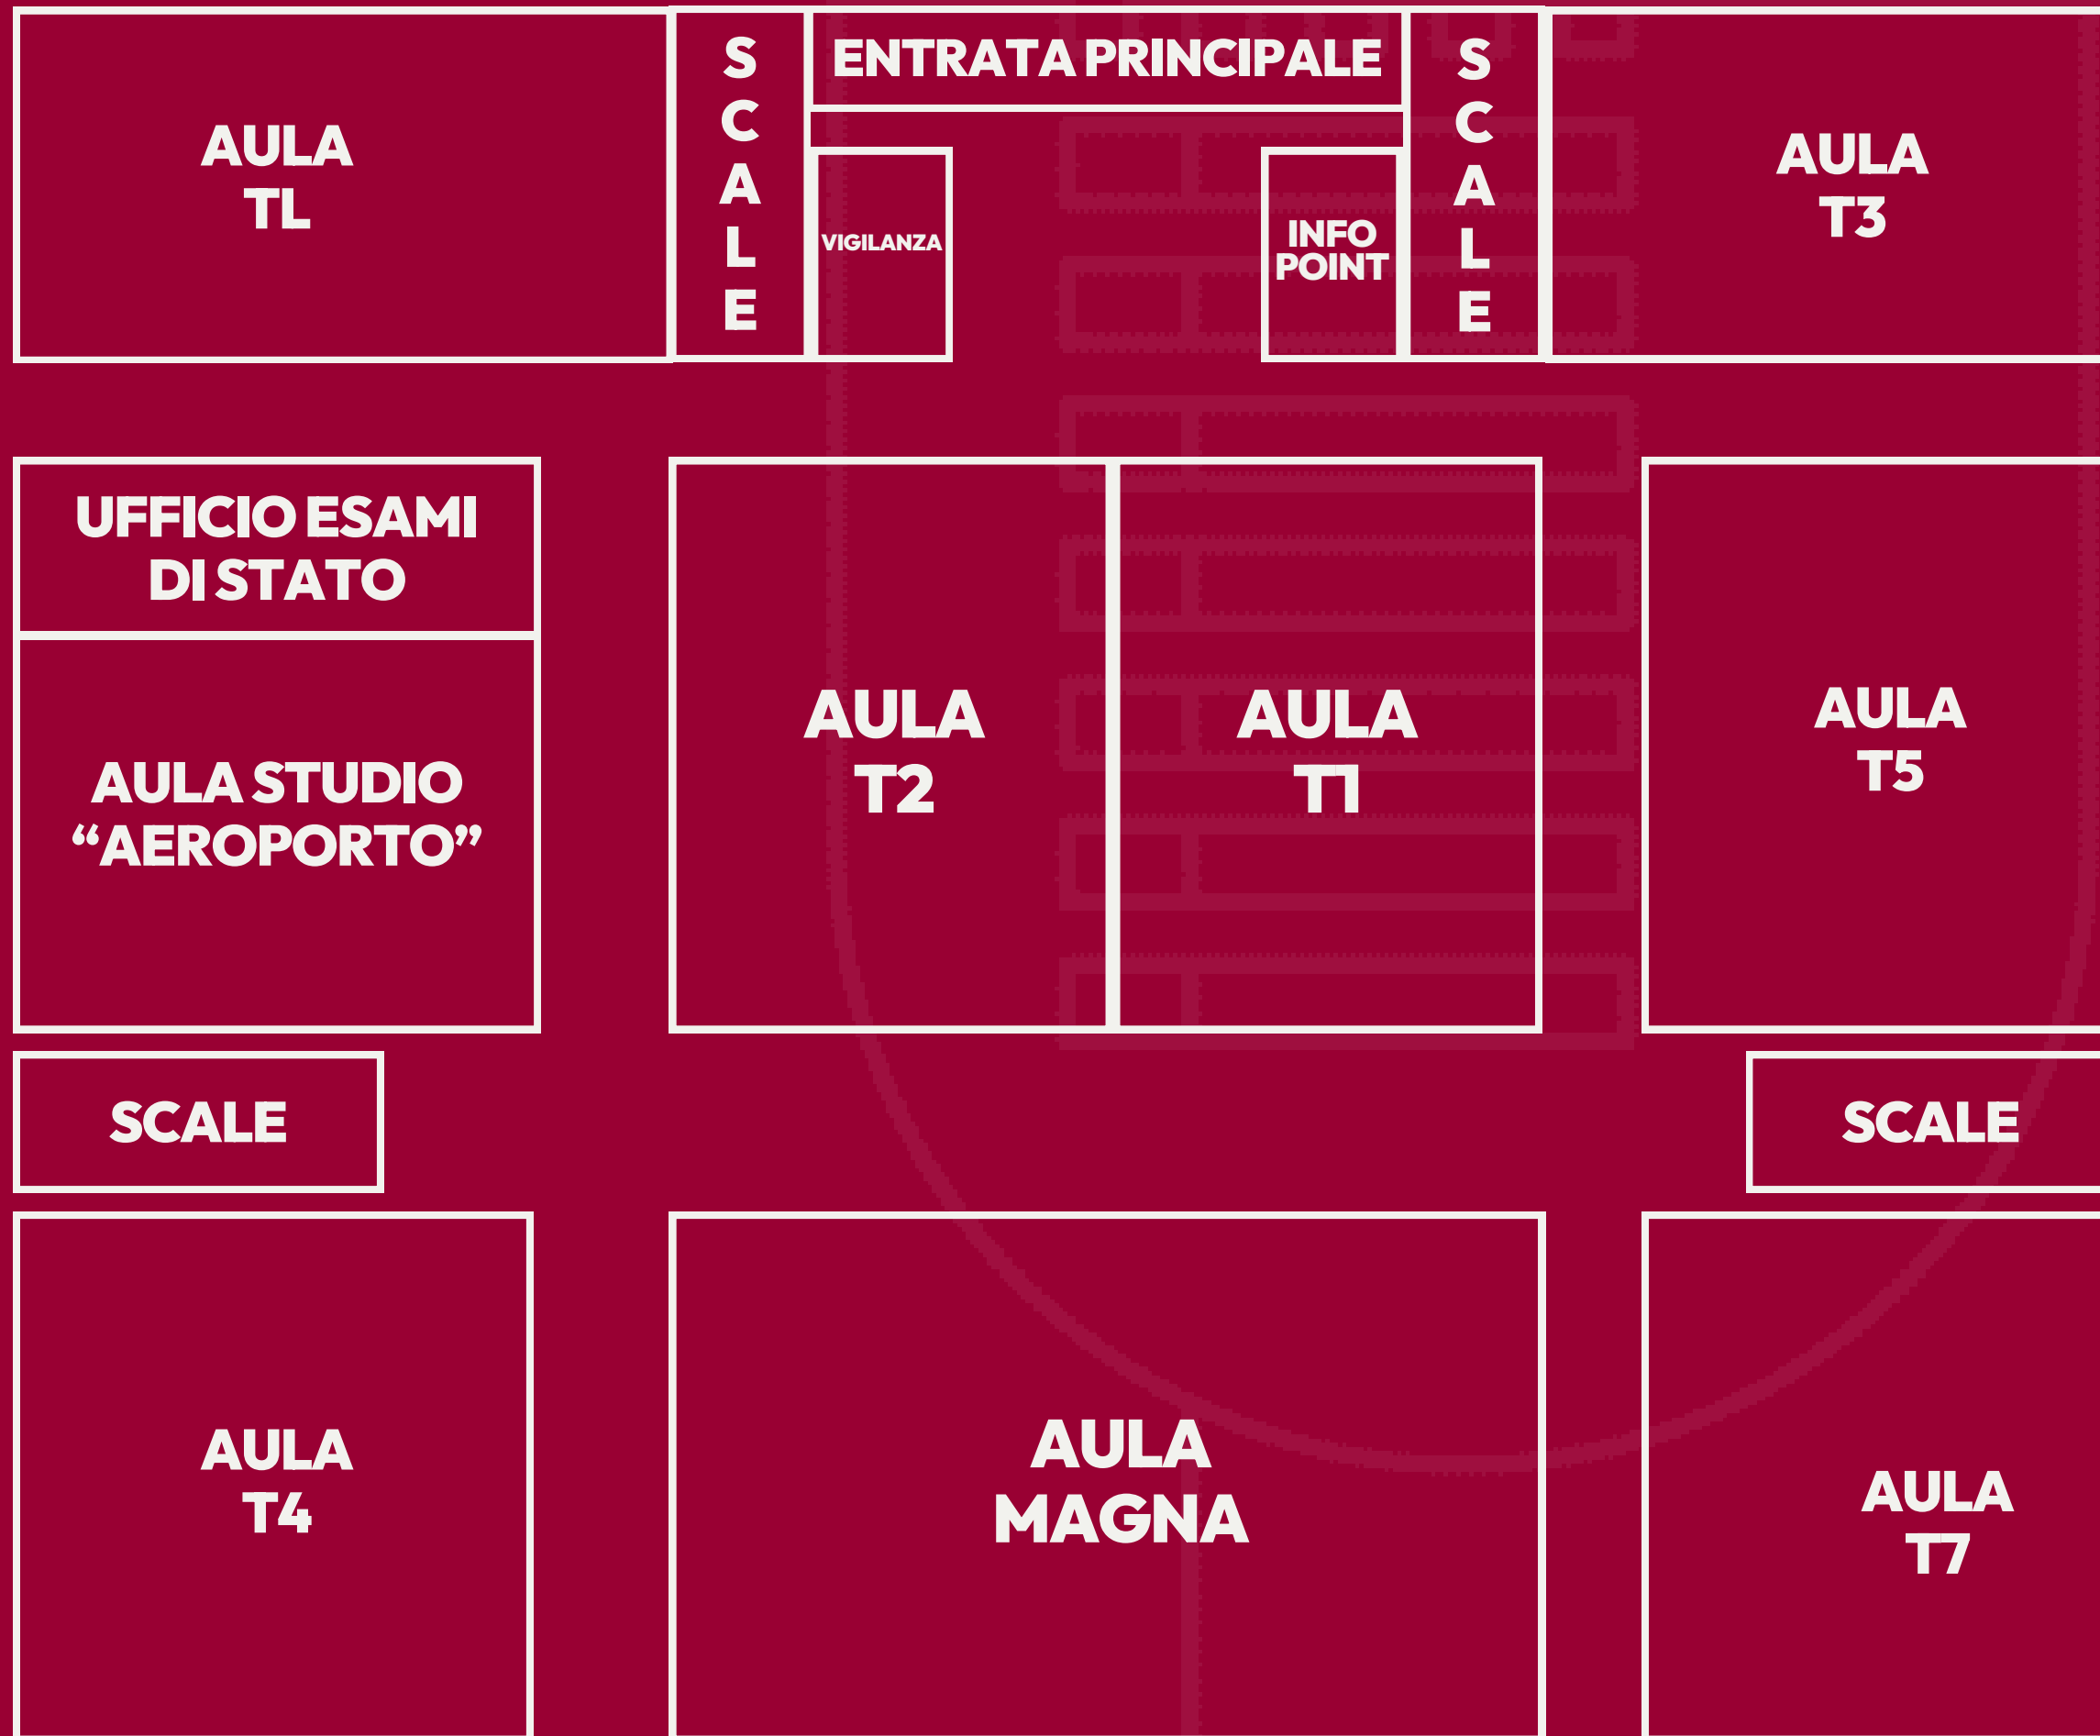 AULA
TL
S
C
A
L
E
ENTRATA PRINCIPALE
VIGILANZA
INFO
POINT
S
C
A
L
E
AULA
T3
UFFICIO ESAMI
DI STATO
AULA STUDIO
“AEROPORTO”
AULA
T2
AULA
T1
AULA
T5
SCALE
SCALE
AULA
T4
AULA
MAGNA
AULA
T7